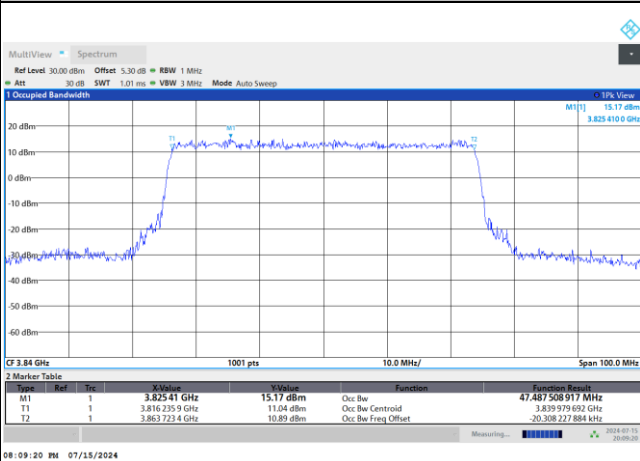 MultiView Spectrum
Ref Level 30.00 dBm Offset 5.30 dB RBW 1 MHz
Att 30 dB SWT 1.01 ms VBW 3 MHz Mode Auto Sweep
1 Occupied Bandwidth 1Pk View
M1[1] 15.17 dBm
3.825 410 0 GHz
M1
T1 T2
20 dBm
10 dBm
0 dBm
-10 dBm
-20 dBm
-30 dBm
-40 dBm
-50 dBm
-60 dBm
CF 3.84 GHz 1001 pts 10.0 MHz/ Span 100.0 MHz
2 Marker Table
Type Ref Trc X-Value Y-Value Function Function Result
M1 1 3.825 41 GHz 15.17 dBm Occ Bw 47.487 508 917 MHz
T1 1 3.816 235 9 GHz 11.04 dBm Occ Bw Centroid 3.839 979 692 GHz
T2 1 3.863 723 4 GHz 10.89 dBm Occ Bw Freq Offset -20.308 227 884 kHz
Measuring... 2024-07-15
20:09:20
08:09:20 PM 07/15/2024